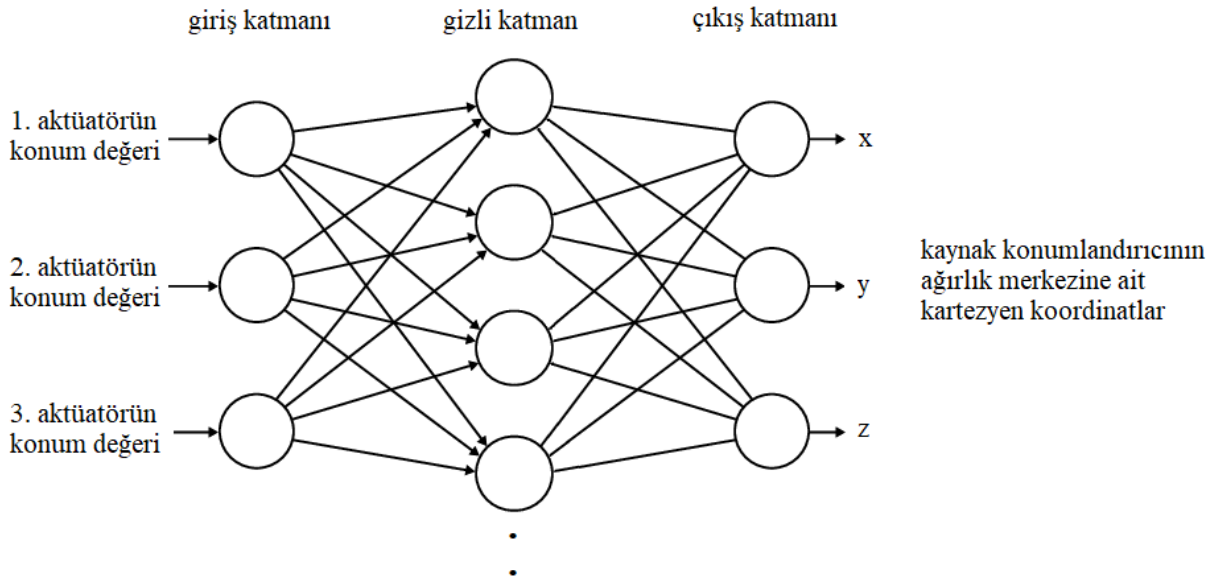 giriş katmanı
gizli katman
çıkış katmanı
1. aktüatörün
konum değeri
x
2. aktüatörün
konum değeri
y
kaynak konumlandırıcının
ağırlık merkezine ait
kartezyen koordinatlar
3. aktüatörün
konum değeri
z